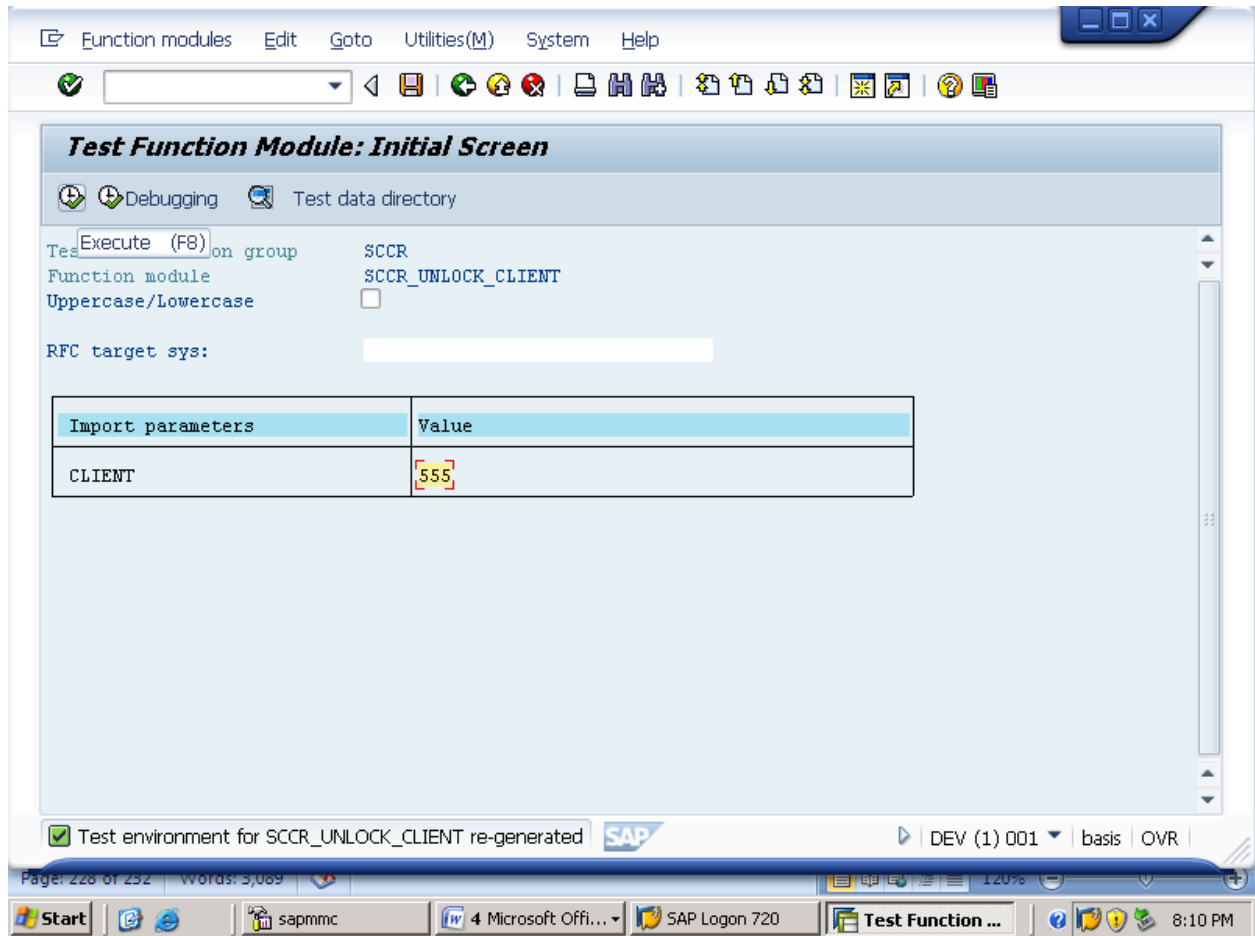 Function modules Edit Goto Utilities(M) System Help
Test Function Module: Initial Screen
Debugging Test data directory
Execute (F8)
Tes on group SCCR
Function module SCCR_UNLOCK_CLIENT
Uppercase/Lowercase
RFC target sys:
Import parameters Value
CLIENT 555
Test environment for SCCR_UNLOCK_CLIENT re-generated SAP DEV (1) 001 basis OVR
Page: 228 of 232 Words: 3,089 120%
Start sapmmc 4 Microsoft Offi... SAP Logon 720 Test Function ... 8:10 PM